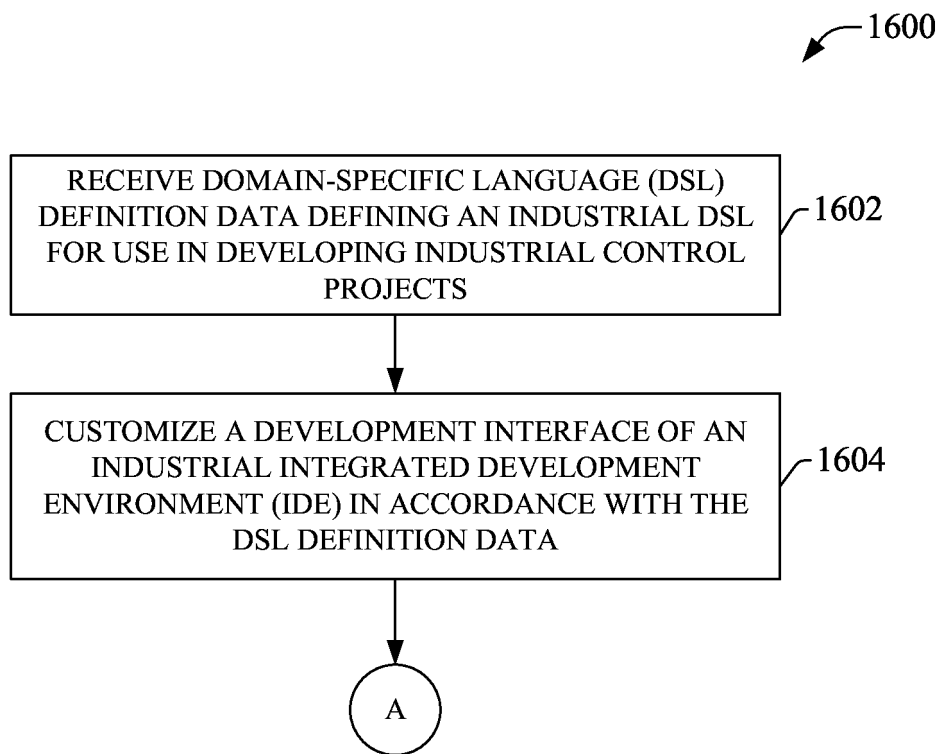 1600
RECEIVE DOMAIN-SPECIFIC LANGUAGE (DSL)
DEFINITION DATA DEFINING AN INDUSTRIAL DSL
FOR USE IN DEVELOPING INDUSTRIAL CONTROL
PROJECTS
1602
CUSTOMIZE A DEVELOPMENT INTERFACE OF AN
INDUSTRIAL INTEGRATED DEVELOPMENT
ENVIRONMENT (IDE) IN ACCORDANCE WITH THE
DSL DEFINITION DATA
1604
A